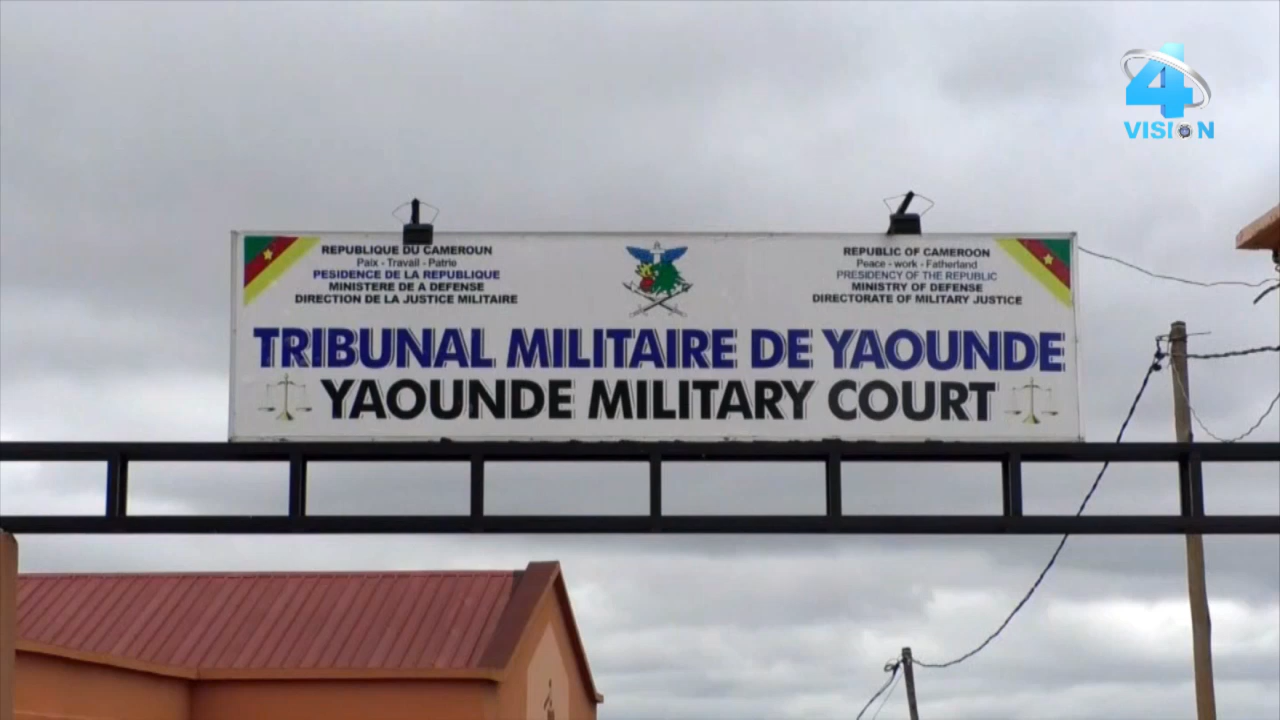 4
VISION
REPUBLIQUE DU CAMEROUN
Paix - Travail - Patrie
PESIDENCE DE LA REPUBLIQUE
MINISTERE DE A DEFENSE
DIRECTION DE LA JUSTICE MILITAIRE
REPUBLIC OF CAMEROON
Peace - work - Fatherland
PRESIDENCY OF THE REPUBLIC
MINISTRY OF DEFENSE
DIRECTORATE OF MILITARY JUSTICE
TRIBUNAL MILITAIRE DE YAOUNDE
YAOUNDE MILITARY COURT